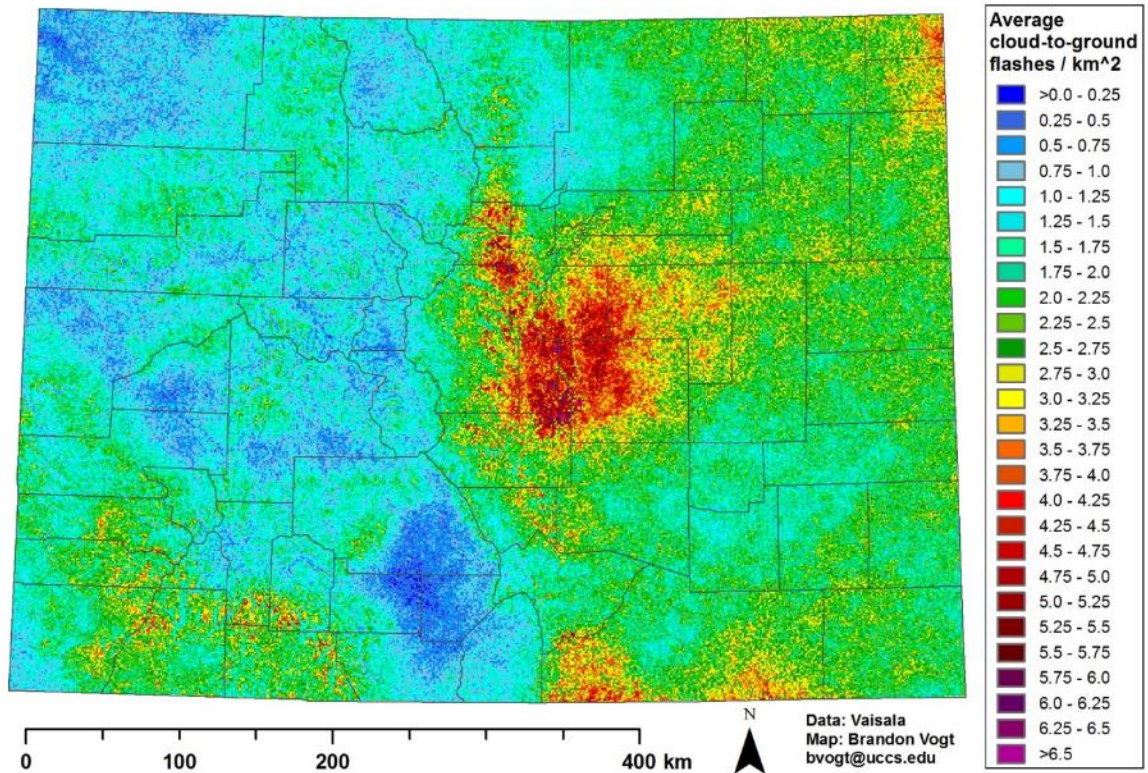 Average
cloud-to-ground
flashes / km^2
>0.0 - 0.25
0.25 - 0.5
0.5 - 0.75
0.75 - 1.0
1.0 - 1.25
1.25 - 1.5
1.5 - 1.75
1.75 - 2.0
2.0 - 2.25
2.25 - 2.5
2.5 - 2.75
2.75 - 3.0
3.0 - 3.25
3.25 - 3.5
3.5 - 3.75
3.75 - 4.0
4.0 - 4.25
4.25 - 4.5
4.5 - 4.75
4.75 - 5.0
5.0 - 5.25
5.25 - 5.5
5.5 - 5.75
5.75 - 6.0
6.0 - 6.25
6.25 - 6.5
>6.5
0 100 200 400 km
N
Data: Vaisala
Map: Brandon Vogt
bvogt@uccs.edu